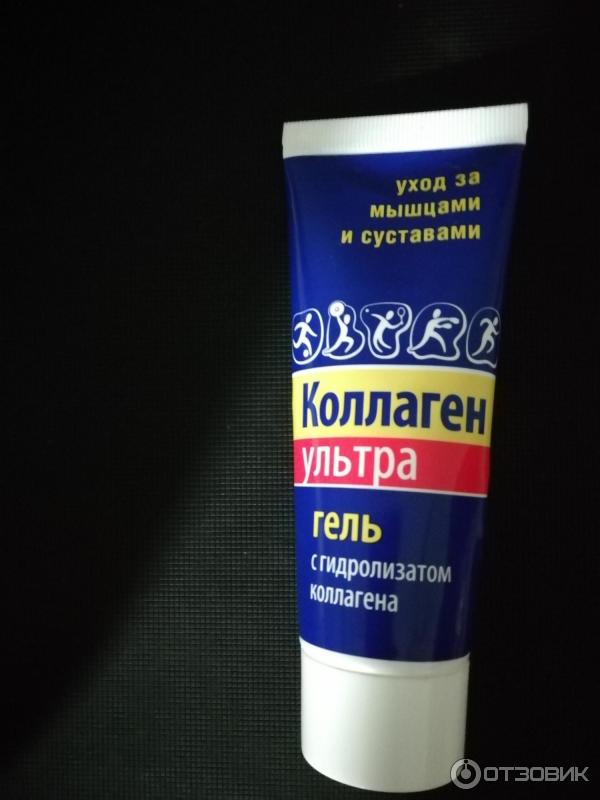 уход за
мышцами
и суставами
Коллаген
ультра
гель
с гидролизатом
коллагена
ОТЗОВИК